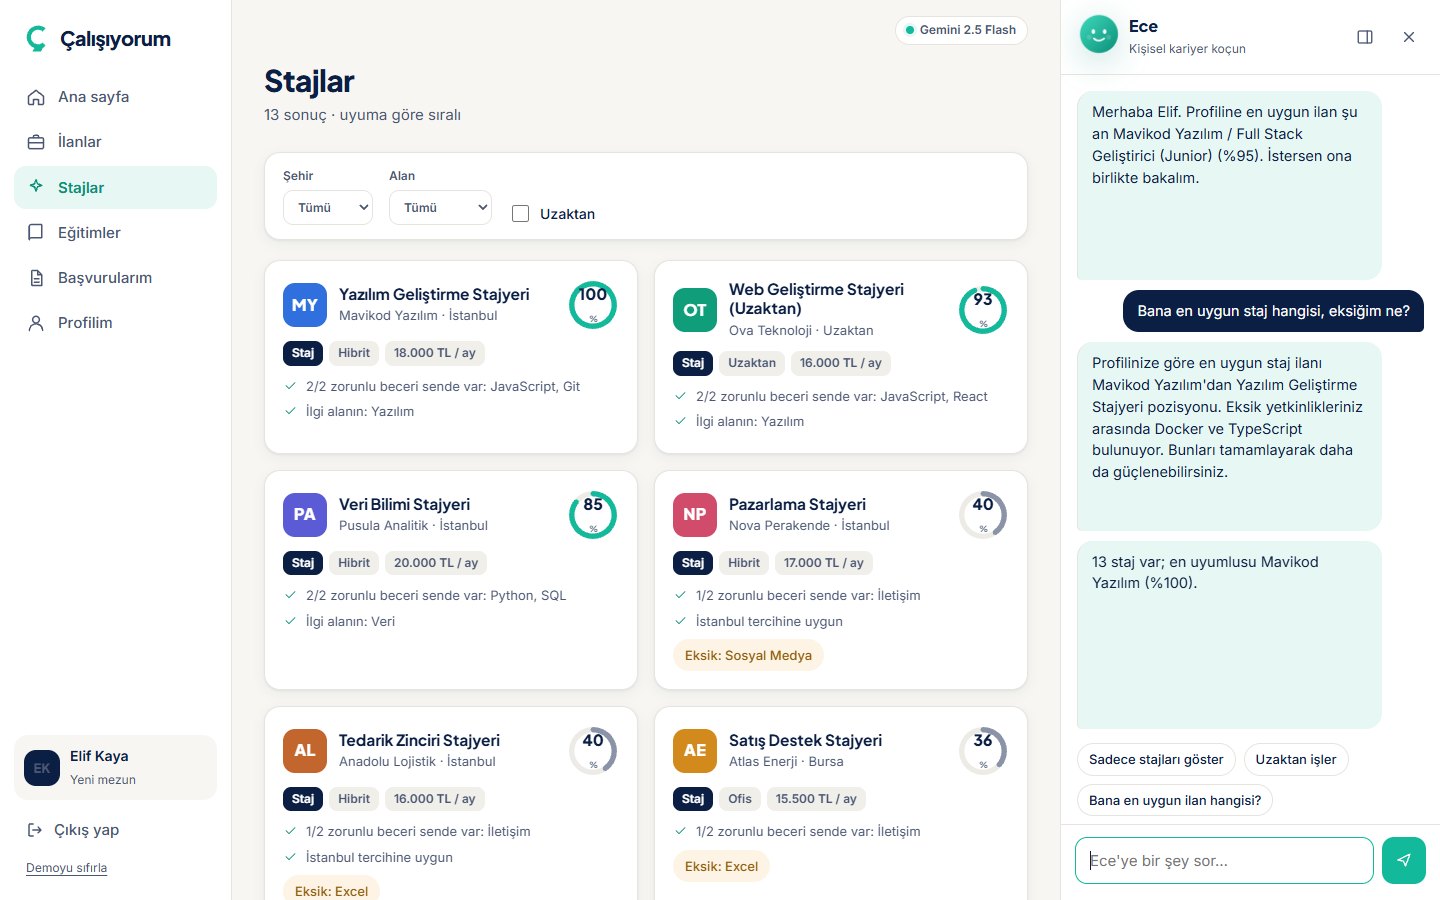 Çalışıyorum
Ana sayfa
İlanlar
Stajlar
Eğitimler
Başvurularım
Profilim
EK
Elif Kaya
Yeni mezun
Çıkış yap
Demoyu sıfırla
Gemini 2.5 Flash
Stajlar
13 sonuç · uyuma göre sıralı
Şehir
Tümü
Alan
Tümü
Uzaktan
MY
Yazılım Geliştirme Stajyeri
Mavikod Yazılım · İstanbul
100
%
Staj
Hibrit
18.000 TL / ay
2/2 zorunlu beceri sende var: JavaScript, Git
İlgi alanın: Yazılım
OT
Web Geliştirme Stajyeri
(Uzaktan)
Ova Teknoloji · Uzaktan
93
%
Staj
Uzaktan
16.000 TL / ay
2/2 zorunlu beceri sende var: JavaScript, React
İlgi alanın: Yazılım
PA
Veri Bilimi Stajyeri
Pusula Analitik · İstanbul
85
%
Staj
Hibrit
20.000 TL / ay
2/2 zorunlu beceri sende var: Python, SQL
İlgi alanın: Veri
NP
Pazarlama Stajyeri
Nova Perakende · İstanbul
40
%
Staj
Hibrit
17.000 TL / ay
1/2 zorunlu beceri sende var: İletişim
İstanbul tercihine uygun
Eksik: Sosyal Medya
AL
Tedarik Zinciri Stajyeri
Anadolu Lojistik · İstanbul
40
%
Staj
Hibrit
16.000 TL / ay
1/2 zorunlu beceri sende var: İletişim
İstanbul tercihine uygun
Eksik: Excel
AE
Satış Destek Stajyeri
Atlas Enerji · Bursa
36
%
Staj
Ofis
15.500 TL / ay
1/2 zorunlu beceri sende var: İletişim
Eksik: Excel
Ece
Kişisel kariyer koçun
Merhaba Elif. Profiline en uygun ilan şu
an Mavikod Yazılım / Full Stack
Geliştirici (Junior) (%95). İstersen ona
birlikte bakalım.
Bana en uygun staj hangisi, eksiğim ne?
Profilinize göre en uygun staj ilanı
Mavikod Yazılım'dan Yazılım Geliştirme
Stajyeri pozisyonu. Eksik yetkinlikleriniz
arasında Docker ve TypeScript
bulunuyor. Bunları tamamlayarak daha
da güçlenebilirsiniz.
13 staj var; en uyumlusu Mavikod
Yazılım (%100).
Sadece stajları göster
Uzaktan işler
Bana en uygun ilan hangisi?
Ece'ye bir şey sor...